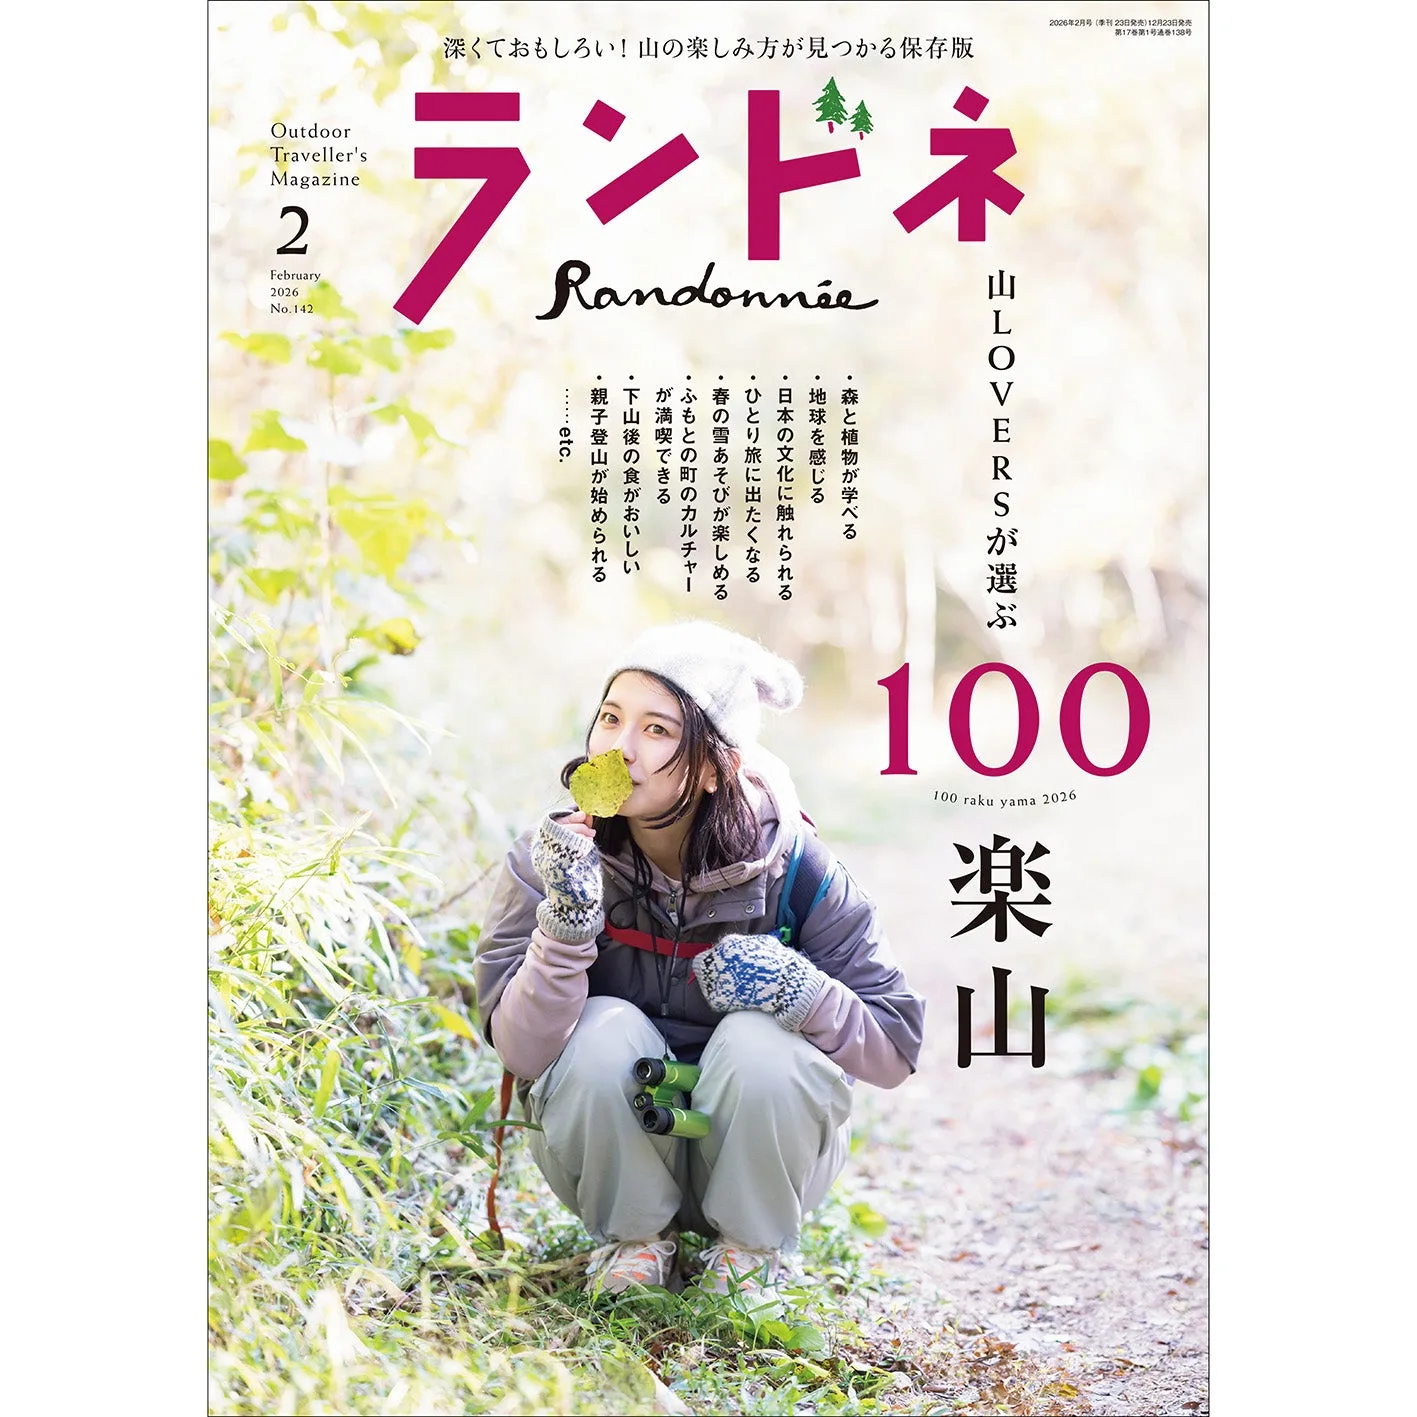 2026年2月号（季刊 23日発売）12月23日発売
第17巻第1号通巻138号
深くておもしろい！山の楽しみ方が見つかる保存版
ランドネ
Randonnée
Outdoor
Traveller's
Magazine
2
February
2026
No.142
山LOVERSが選ぶ
100
100 raku yama 2026
楽山
・森と植物が学べる
・地球を感じる
・日本の文化に触れられる
・ひとり旅に出たくなる
・春の雪あそびが楽しめる
・ふもとの町のカルチャー
が満喫できる
・下山後の食がおいしい
・親子登山が始められる
……etc.